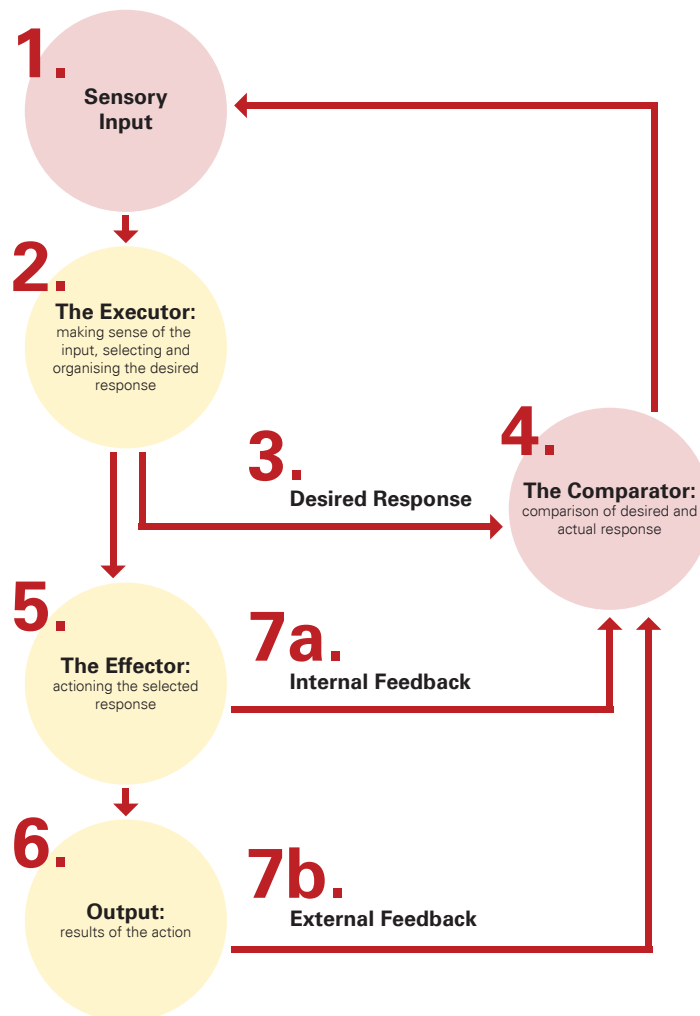 1.
Sensory
Input
2.
The Executor:
making sense of the
input, selecting and
organising the desired
response
3.
Desired Response
4.
The Comparator:
comparison of desired and
actual response
5.
The Effector:
actioning the selected
response
7a.
Internal Feedback
6.
Output:
results of the action
7b.
External Feedback